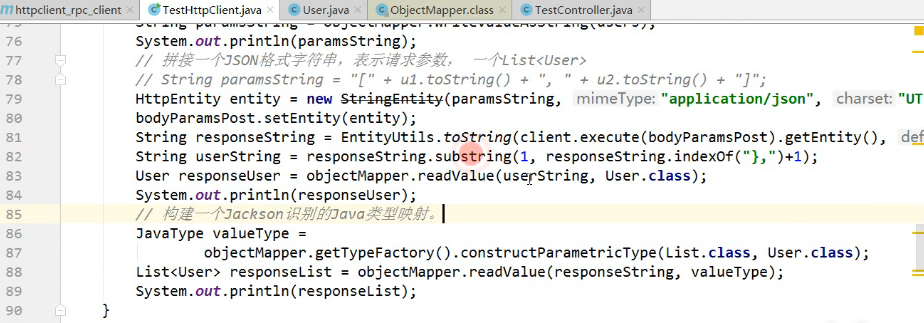 httpclient_rpc_client TestHttpClient.java User.java ObjectMapper.class TestController.java
76 System.out.println(paramsString);
77 // 拼接一个JSON格式字符串，表示请求参数， 一个List<User>
78 // String paramsString = "[" + u1.toString() + ", " + u2.toString() + "]";
79 HttpEntity entity = new StringEntity(paramsString, mimeType: "application/json", charset: "UT
80 bodyParamsPost.setEntity(entity);
81 String responseString = EntityUtils.toString(client.execute(bodyParamsPost).getEntity(), def
82 String userString = responseString.substring(1, responseString.indexOf("},")+1);
83 User responseUser = objectMapper.readValue(userString, User.class);
84 System.out.println(responseUser);
85 // 构建一个Jackson识别的Java类型映射。
86 JavaType valueType =
87 objectMapper.getTypeFactory().constructParametricType(List.class, User.class);
88 List<User> responseList = objectMapper.readValue(responseString, valueType);
89 System.out.println(responseList);
90 }